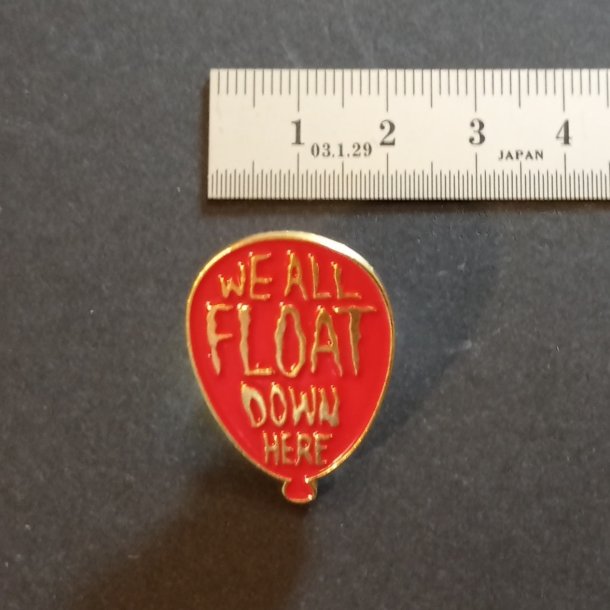 1 2 3 4
03.1.29 JAPAN
WE ALL
FLOAT
DOWN
HERE